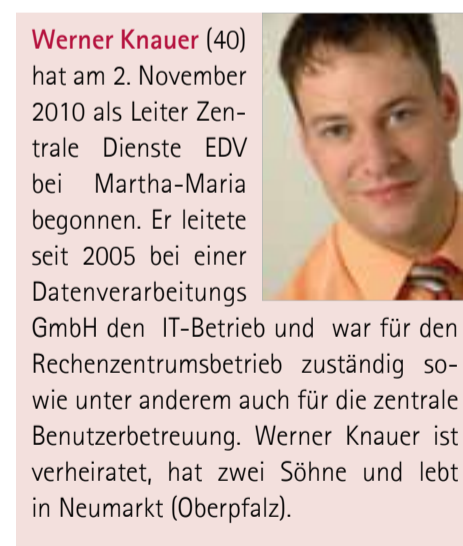 Werner Knauer (40)
hat am 2. November
2010 als Leiter Zen-
trale Dienste EDV
bei Martha-Maria
begonnen. Er leitete
seit 2005 bei einer
Datenverarbeitungs
GmbH den IT-Betrieb und war für den
Rechenzentrumsbetrieb zuständig so-
wie unter anderem auch für die zentrale
Benutzerbetreuung. Werner Knauer ist
verheiratet, hat zwei Söhne und lebt
in Neumarkt (Oberpfalz).